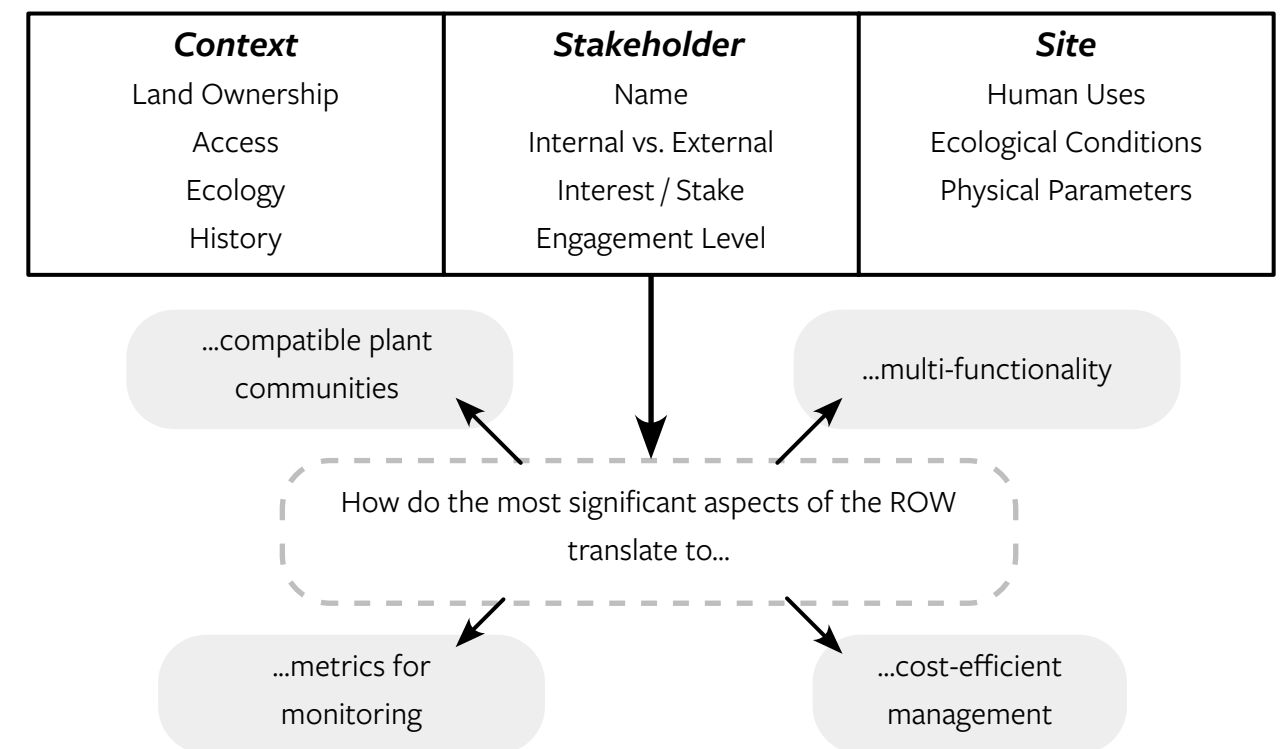 Context
Land Ownership
Access
Ecology
History
Stakeholder
Name
Internal vs. External
Interest / Stake
Engagement Level
Site
Human Uses
Ecological Conditions
Physical Parameters
...compatible plant
communities
...multi-functionality
How do the most significant aspects of the ROW
translate to...
...metrics for
monitoring
...cost-efficient
management